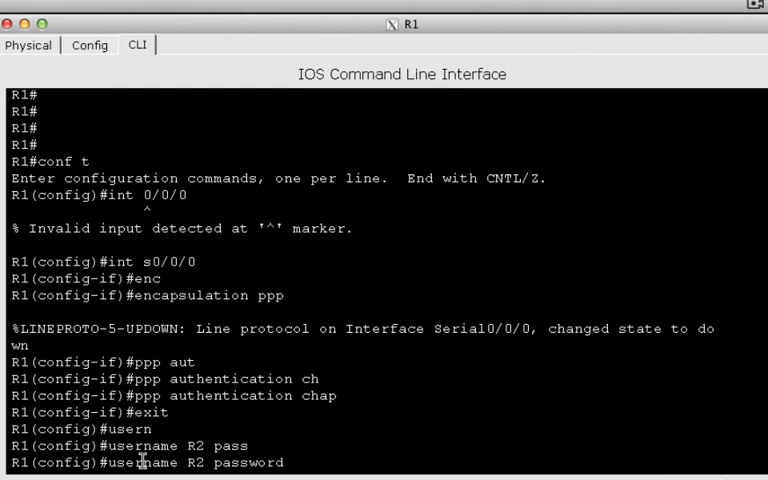 R1
Physical Config CLI
IOS Command Line Interface
R1#
R1#
R1#
R1#
R1#conf t
Enter configuration commands, one per line.  End with CNTL/Z.
R1(config)#int 0/0/0
^
% Invalid input detected at '^' marker.
R1(config)#int s0/0/0
R1(config-if)#enc
R1(config-if)#encapsulation ppp
%LINEPROTO-5-UPDOWN: Line protocol on Interface Serial0/0/0, changed state to do
wn
R1(config-if)#ppp aut
R1(config-if)#ppp authentication ch
R1(config-if)#ppp authentication chap
R1(config-if)#exit
R1(config)#usern
R1(config)#username R2 pass
R1(config)#username R2 password